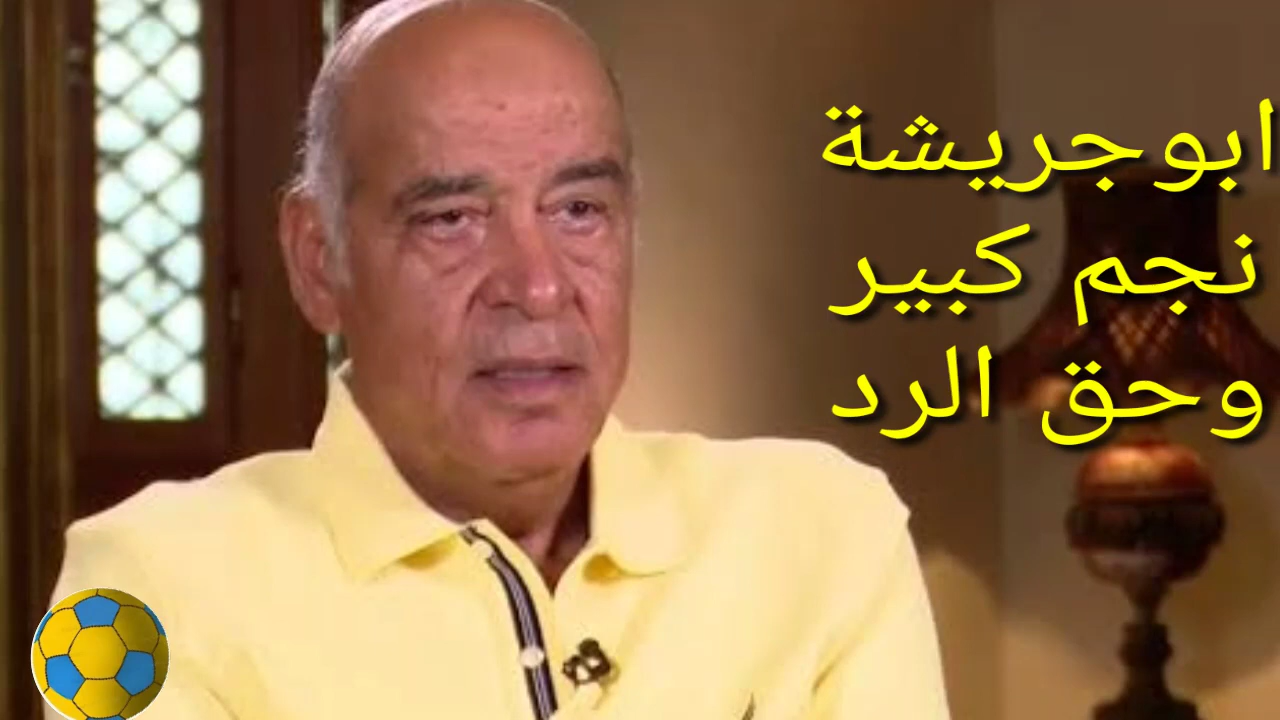 ابوجريشة
نجم كبير
وحق الرد